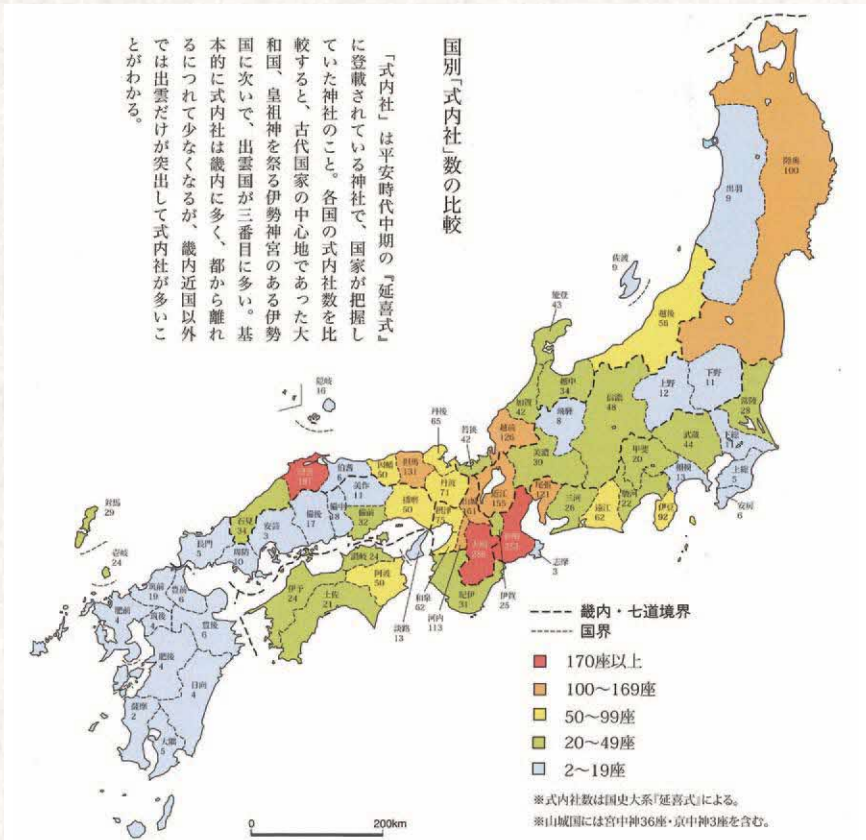 国別「式内社」数の比較
「式内社」は平安時代中期の『延喜式』
に登載されている神社で、国家が把握し
ていた神社のこと。各国の式内社数を比
較すると、古代国家の中心地であった大
和国、皇祖神を祭る伊勢神宮のある伊勢
国に次いで、出雲国が三番目に多い。基
本的に式内社は畿内に多く、都から離れ
るにつれて少なくなるが、畿内近国以外
では出雲だけが突出して式内社が多いこ
とがわかる。
陸奥
100
出羽
9
佐渡
9
越後
56
能登
43
越中
34
加賀
42
飛騨
8
信濃
48
上野
12
下野
11
常陸
28
下総
11
武蔵
44
甲斐
20
相模
13
上総
5
安房
6
越前
126
若狭
42
美濃
39
尾張
121
三河
26
遠江
62
駿河
22
伊豆
92
丹後
65
丹波
71
但馬
131
因幡
50
隠岐
16
出雲
187
伯耆
6
美作
11
播磨
50
摂津
75
山城
161
近江
155
伊勢
253
大和
286
志摩
3
伊賀
25
紀伊
31
河内
113
和泉
62
淡路
13
石見
34
安芸
3
備後
17
備中
18
備前
32
長門
5
周防
10
讃岐 24
阿波
50
伊予
24
土佐
21
対馬
29
壱岐
24
筑前
19
豊前
6
肥前
4
筑後
4
豊後
6
肥後
4
日向
4
薩摩
2
大隅
5
畿内・七道境界
国界
170座以上
100～169座
50～99座
20～49座
2～19座
※式内社数は国史大系『延喜式』による。
※山城国には宮中神36座・京中神3座を含む。
0 200km